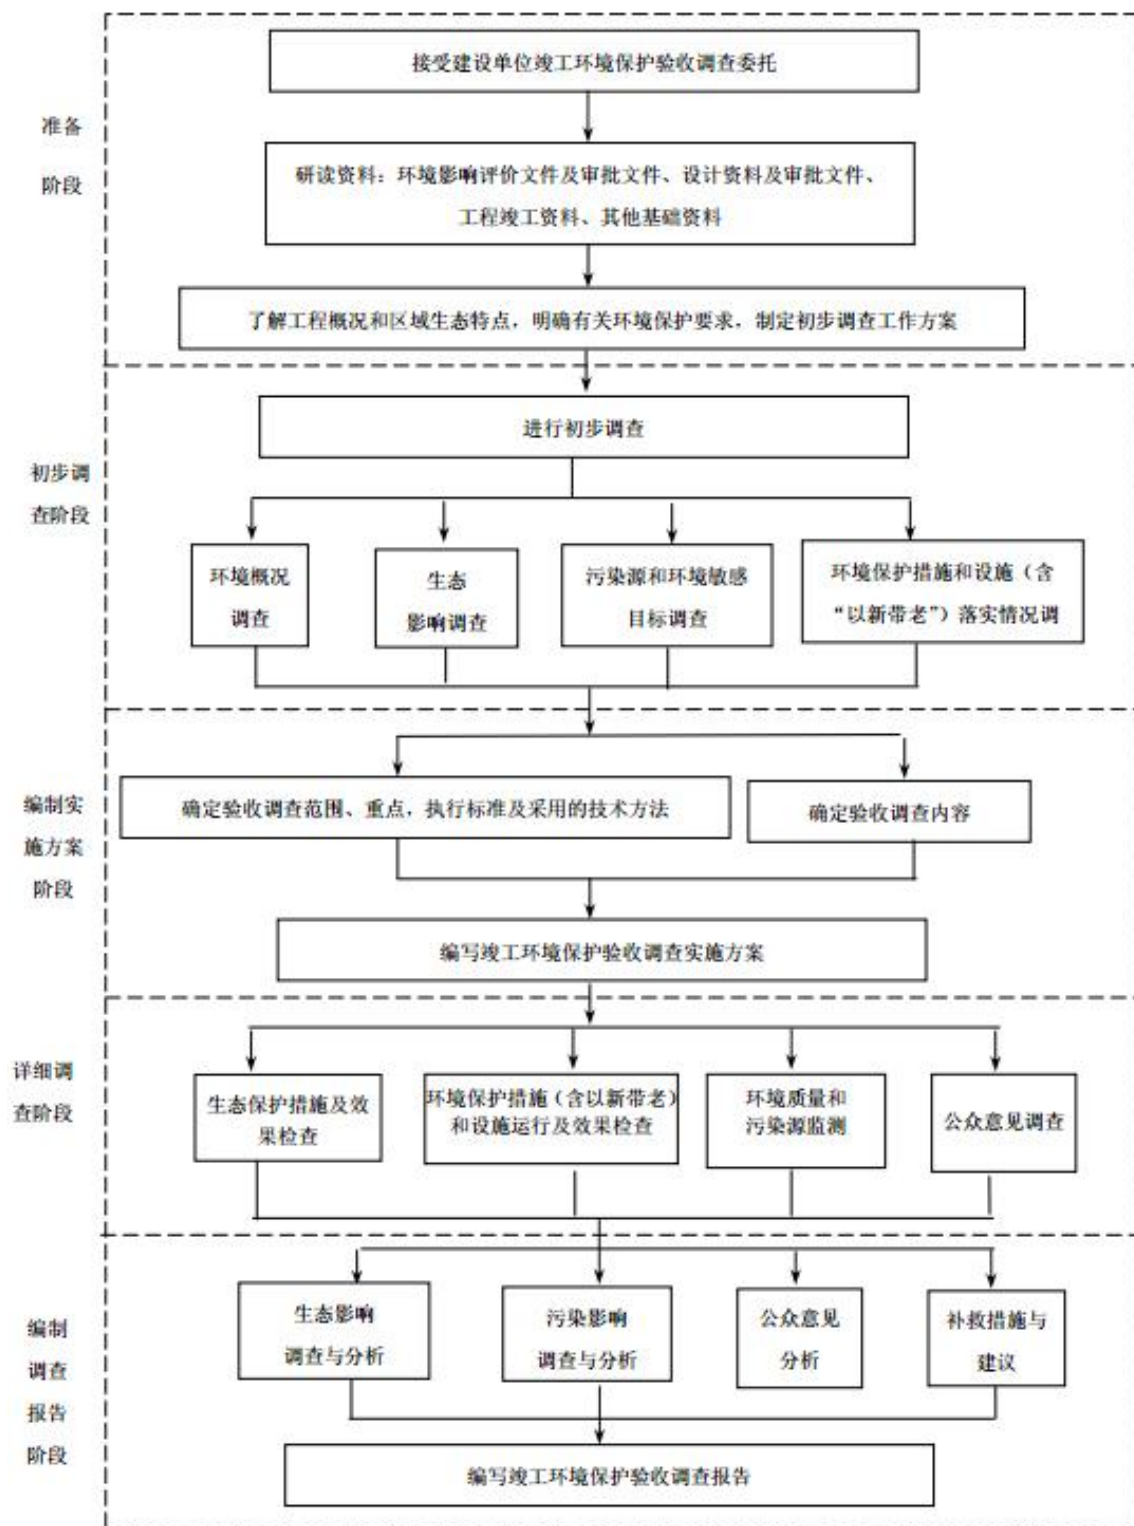 接受建设单位竣工环境保护验收调查委托
准备
阶段
研读资料：环境影响评价文件及审批文件、设计资料及审批文件、
工程竣工资料、其他基础资料
了解工程概况和区域生态特点，明确有关环境保护要求，制定初步调查工作方案
进行初步调查
初步调
查阶段
环境概况
调查
生态
影响调查
污染源和环境敏感
目标调查
环境保护措施和设施（含
“以新带老”）落实情况调
编制实
施方案
阶段
确定验收调查范围、重点，执行标准及采用的技术方法
确定验收调查内容
编写竣工环境保护验收调查实施方案
详细调
查阶段
生态保护措施及效
果检查
环境保护措施（含以新带老）
和设施运行及效果检查
环境质量和
污染源监测
公众意见调查
编制
调查
报告
阶段
生态影响
调查与分析
污染影响
调查与分析
公众意见
分析
补救措施与
建议
编写竣工环境保护验收调查报告